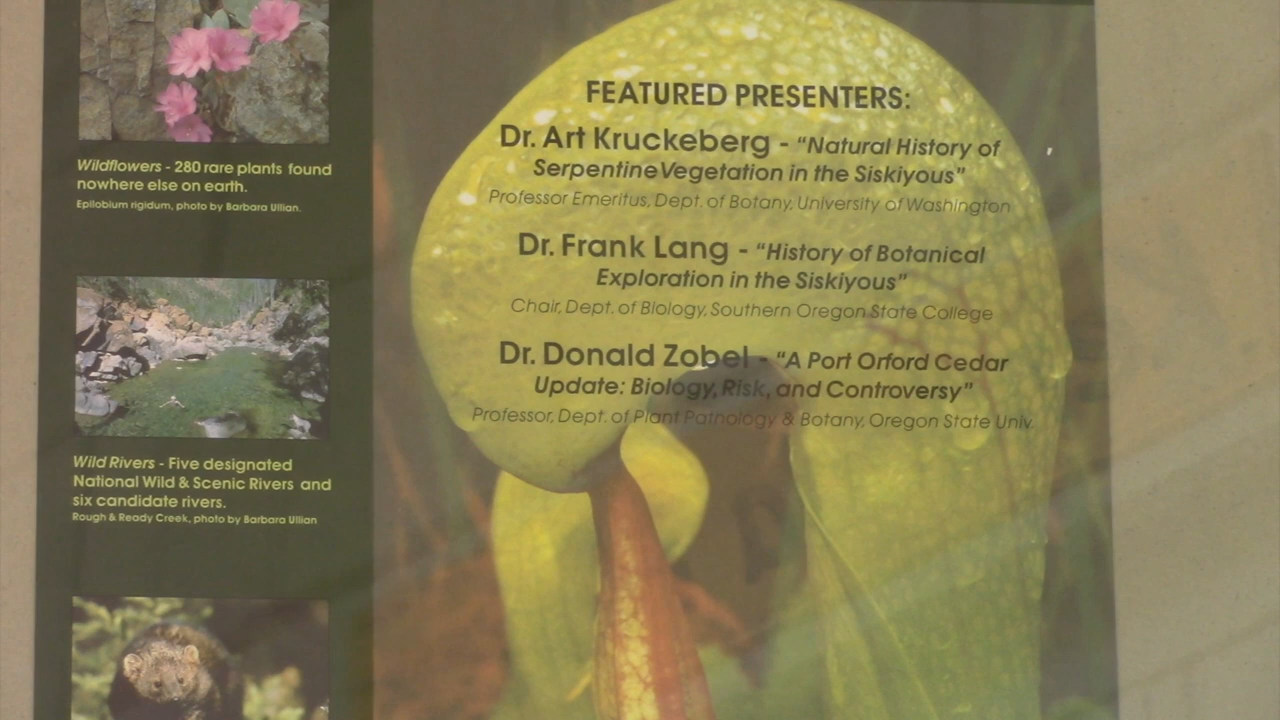 Wildflowers - 280 rare plants found
nowhere else on earth.
Epilobium rigidum, photo by Barbara Ullian.
Wild Rivers - Five designated
National Wild & Scenic Rivers and
six candidate rivers.
Rough & Ready Creek, photo by Barbara Ullian
FEATURED PRESENTERS:
Dr. Art Kruckeberg - "Natural History of
Serpentine Vegetation in the Siskiyous"
Professor Emeritus, Dept. of Botany, University of Washington
Dr. Frank Lang - "History of Botanical
Exploration in the Siskiyous"
Chair, Dept. of Biology, Southern Oregon State College
Dr. Donald Zobel - "A Port Orford Cedar
Update: Biology, Risk, and Controversy"
Professor, Dept. of Plant Pathology & Botany, Oregon State Univ.